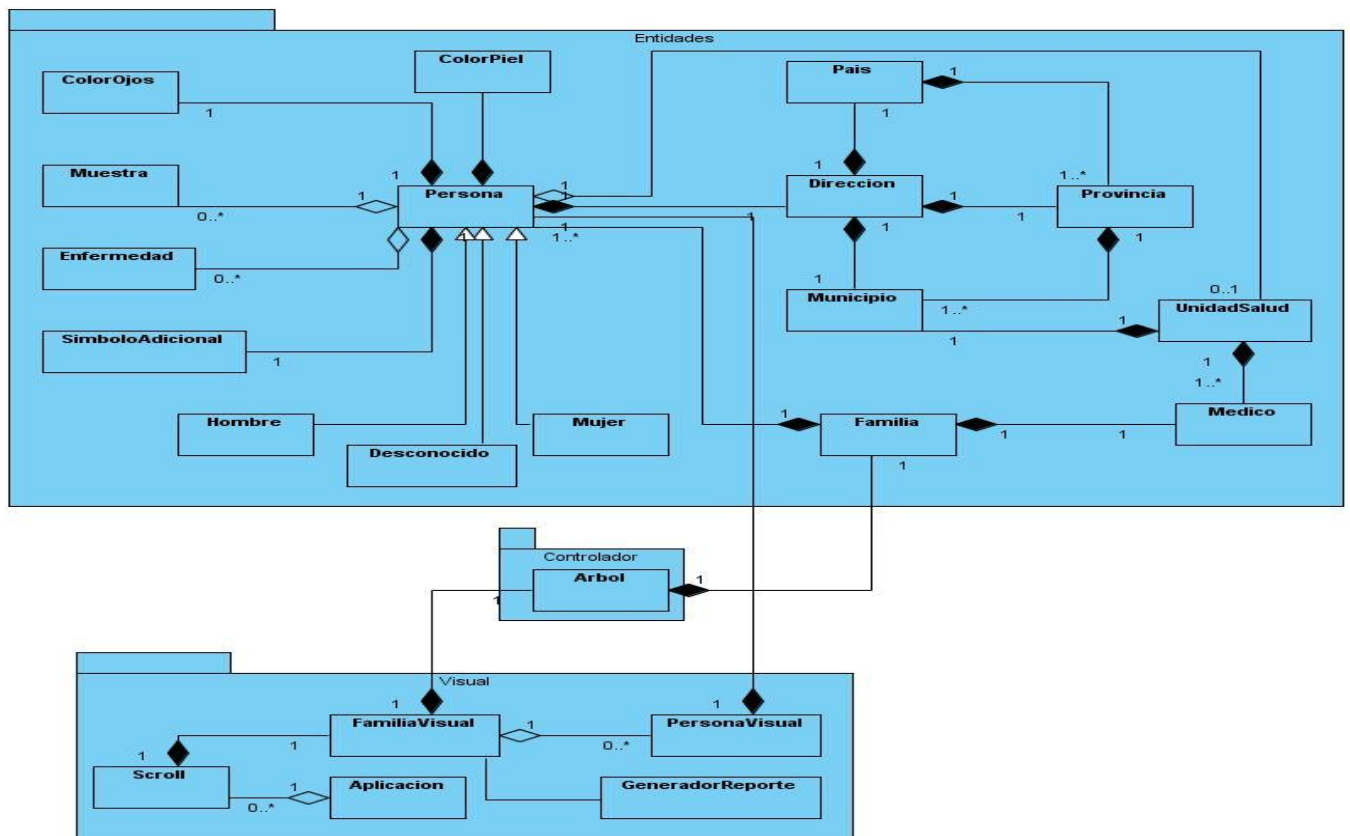 Entidades
ColorPiel
ColorOjos
1
Pais
1
1
Muestra
0..*
1
1
Persona
1
1
1
Direccion
1
1
1
1..*
Provincia
1
1
1..*
Enfermedad
0..*
1
1
Municipio
1..*
1
1
0..1
UnidadSalud
1
1..*
SimboloAdicional
1
Hombre
Desconocido
Mujer
1
Familia
1
1
1
Medico
Controlador
Arbol
1
1
Visual
1
FamiliaVisual
1
0..*
1
PersonaVisual
1
1
Scroll
0..*
1
Aplicacion
GeneradorReporte